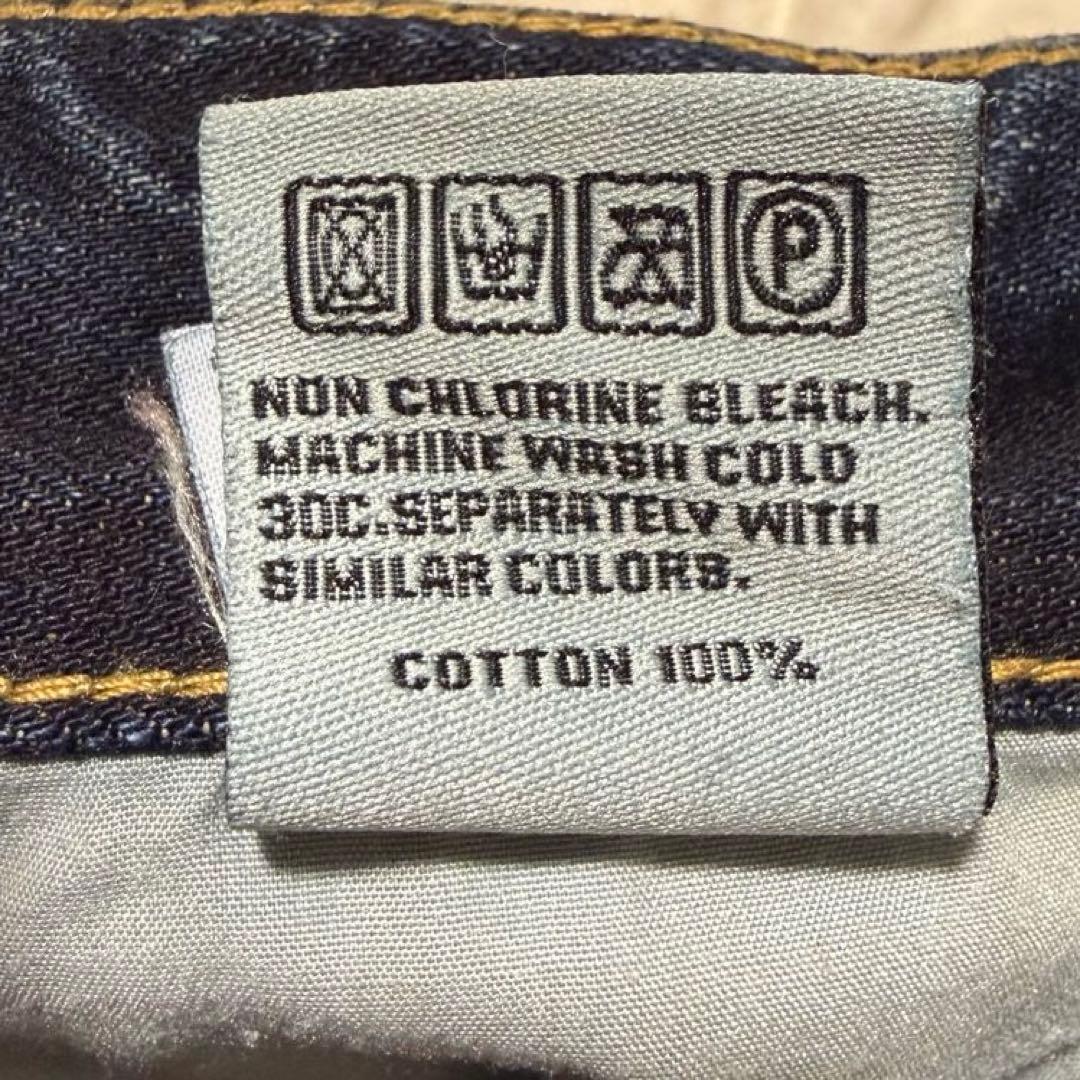 P
NON CHLORINE BLEACH.
MACHINE WASH COLD
30C.SEPARATELY WITH
SIMILAR COLORS.
COTTON 100%